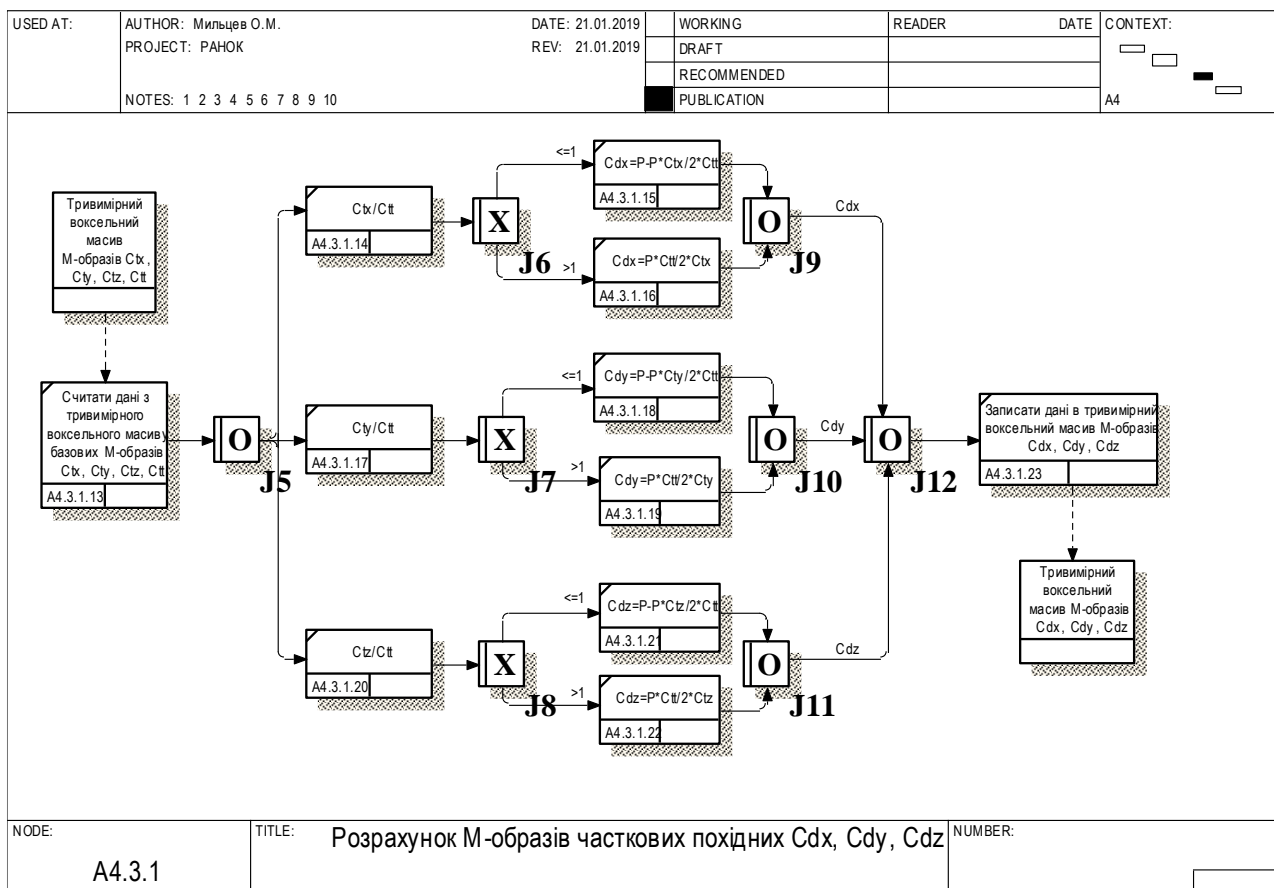 USED AT:
AUTHOR: Мильцев О.М.
DATE: 21.01.2019
PROJECT: РАНОК
REV: 21.01.2019
NOTES: 1 2 3 4 5 6 7 8 9 10
WORKING
DRAFT
RECOMMENDED
PUBLICATION
READER
DATE
CONTEXT:
A4
Тривимірний
воксельний
масив
М-образів Ctx,
Cty, Ctz, Ctt
Считати дані з
тривимірного
воксельного масиву
базових М-образів
Ctx, Cty, Ctz, Ctt
A4.3.1.13
O
J5
Ctx/Ctt
A4.3.1.14
X
J6
<=1
>1
Cdx=P-P*Ctx/2*Ctt
A4.3.1.15
Cdx=P*Ctt/2*Ctx
A4.3.1.16
O
J9
Cdx
Cty/Ctt
A4.3.1.17
X
J7
<=1
>1
Cdy=P-P*Cty/2*Ctt
A4.3.1.18
Cdy=P*Ctt/2*Cty
A4.3.1.19
O
J10
Cdy
Ctz/Ctt
A4.3.1.20
X
J8
<=1
>1
Cdz=P-P*Ctz/2*Ctt
A4.3.1.21
Cdz=P*Ctt/2*Ctz
A4.3.1.22
O
J11
Cdz
O
J12
Записати дані в тривимірний
воксельний масив М-образів
Cdx, Cdy, Cdz
A4.3.1.23
Тривимірний
воксельний
масив М-образів
Cdx, Cdy, Cdz
NODE:
A4.3.1
TITLE:
Розрахунок М-образів часткових похідних Cdx, Cdy, Cdz
NUMBER: